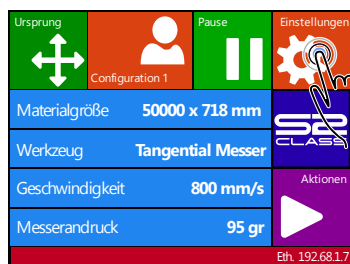 Ursprung
Configuration 1
Pause
Einstellungen
Materialgröße 50000 x 718 mm
S2
CLASS
Werkzeug Tangential Messer
Geschwindigkeit 800 mm/s
Aktionen
Messerandruck 95 gr
Eth. 192.68.1.7